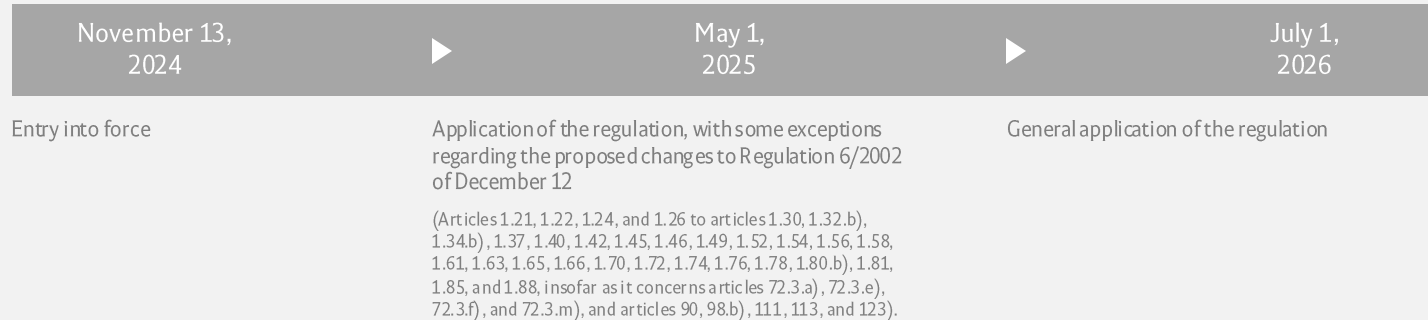 November 13,
2024
May 1,
2025
July 1,
2026
Entry into force
Application of the regulation, with some exceptions
regarding the proposed changes to Regulation 6/2002
of December 12
(Articles 1.21, 1.22, 1.24, and 1.26 to articles 1.30, 1.32.b),
1.34.b), 1.37, 1.40, 1.42, 1.45, 1.46, 1.49, 1.52, 1.54, 1.56, 1.58,
1.61, 1.63, 1.65, 1.66, 1.70, 1.72, 1.74, 1.76, 1.78, 1.80.b), 1.81,
1.85, and 1.88, insofar as it concerns articles 72.3.a), 72.3.e),
72.3.f), and 72.3.m), and articles 90, 98.b), 111, 113, and 123).
General application of the regulation